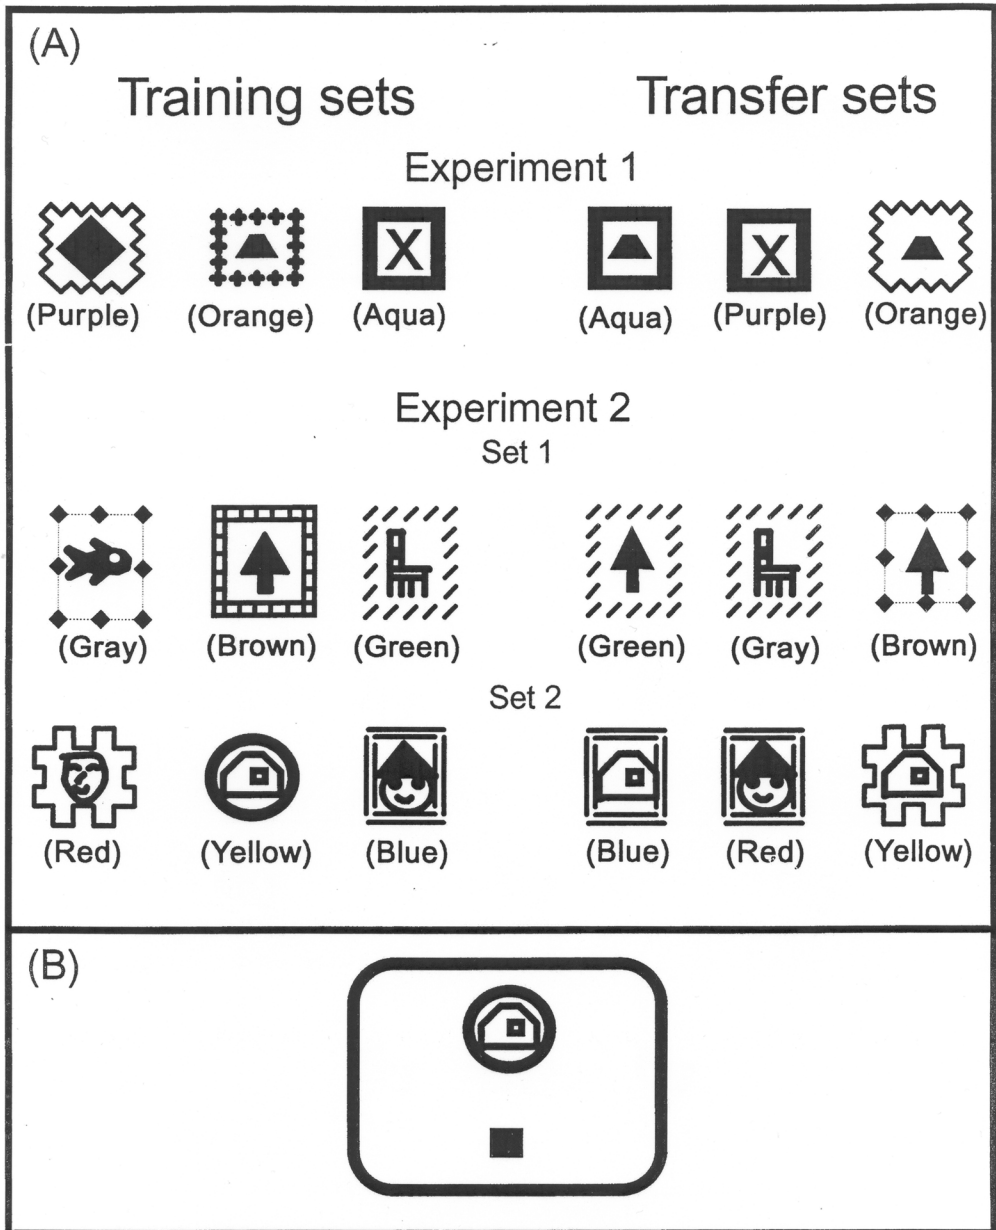 (A)
Training sets Transfer sets
Experiment 1
X X
(Purple) (Orange) (Aqua) (Aqua) (Purple) (Orange)
Experiment 2
Set 1
(Gray) (Brown) (Green) (Green) (Gray) (Brown)
Set 2
(Red) (Yellow) (Blue) (Blue) (Red) (Yellow)
(B)